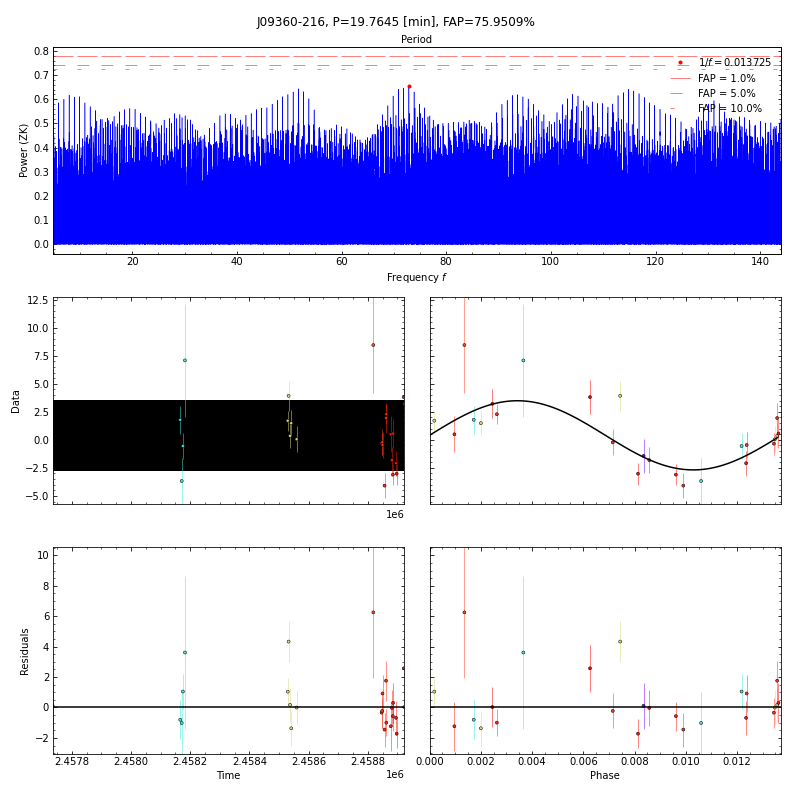 J09360-216, P=19.7645 [min], FAP=75.9509%
Period
0.8
0.7
0.6
0.5
0.4
0.3
0.2
0.1
0.0
Power (ZK)
1/f = 0.013725
FAP = 1.0%
FAP = 5.0%
FAP = 10.0%
20 40 60 80 100 120 140
Frequency f
12.5
10.0
7.5
5.0
2.5
0.0
−2.5
−5.0
Data
1e6
10
8
6
4
2
0
−2
Residuals
2.4578 2.4580 2.4582 2.4584 2.4586 2.4588
1e6
Time
0.000 0.002 0.004 0.006 0.008 0.010 0.012
Phase